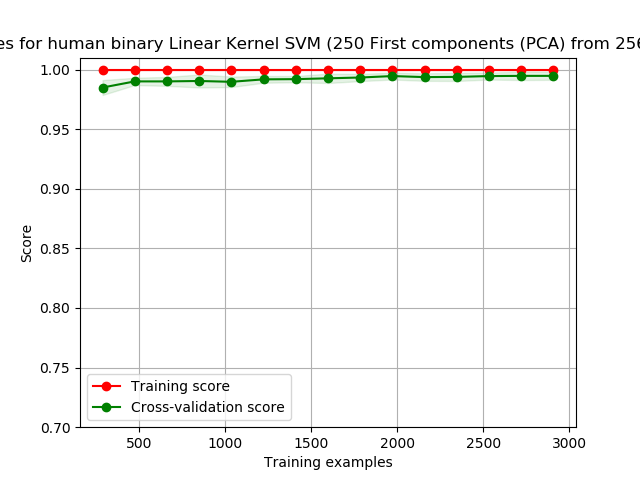 es for human binary Linear Kernel SVM (250 First components (PCA) from 256
1.00
0.95
0.90
0.85
0.80
0.75
0.70
Score
Training score
Cross-validation score
500 1000 1500 2000 2500 3000
Training examples